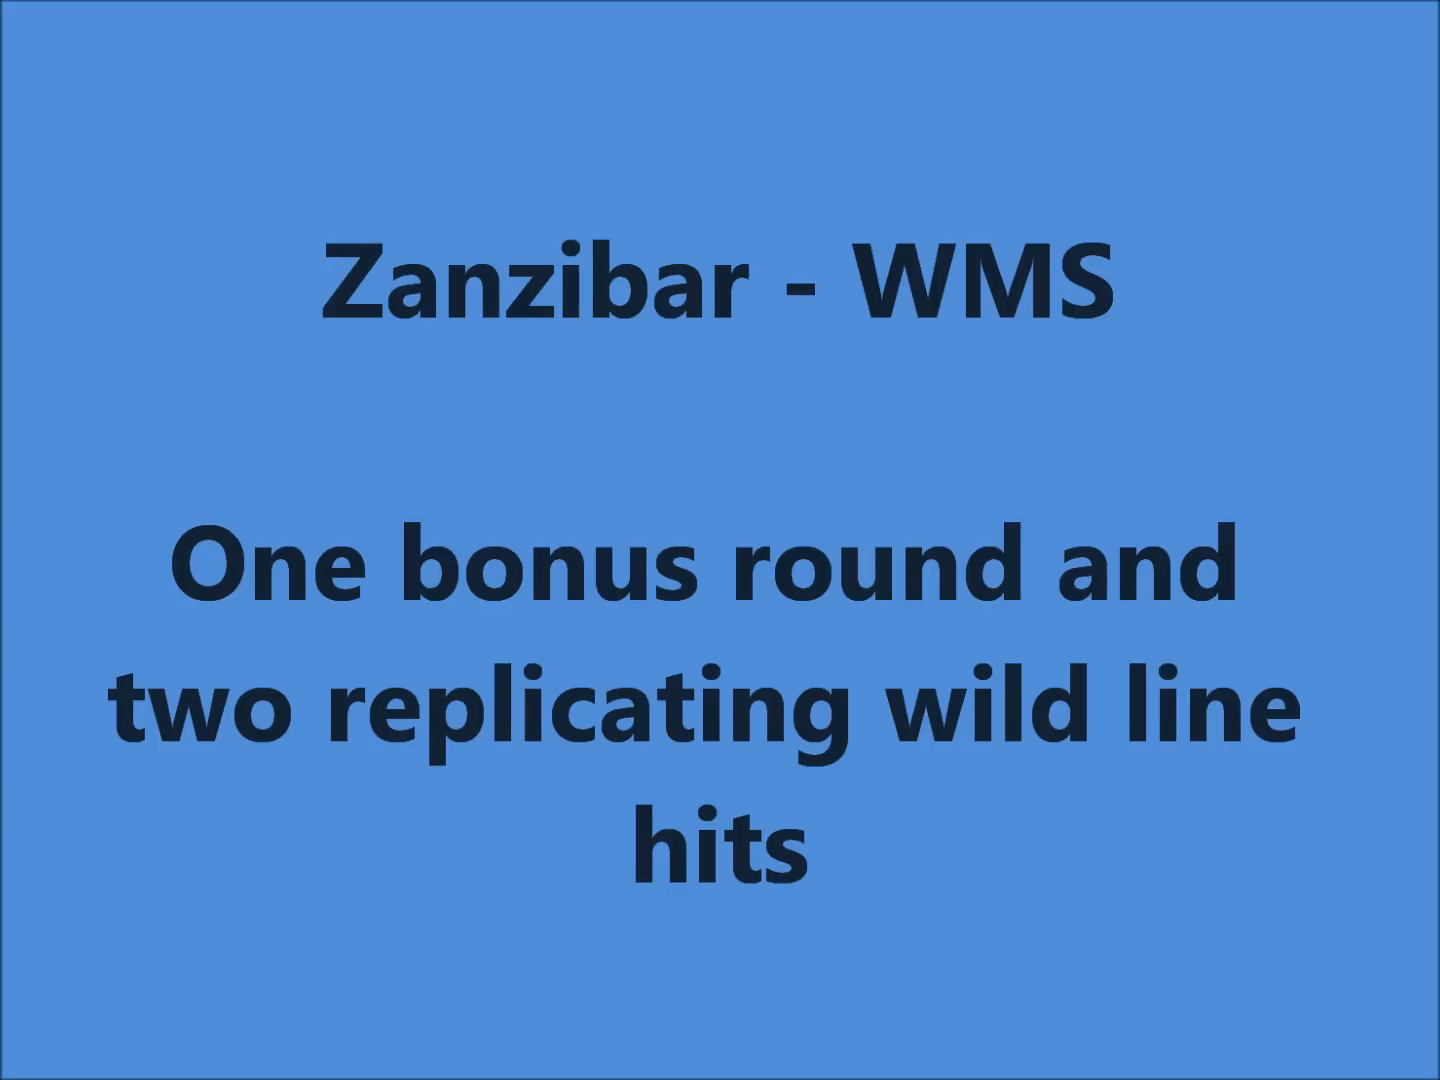 Zanzibar - WMS
One bonus round and
two replicating wild line
hits